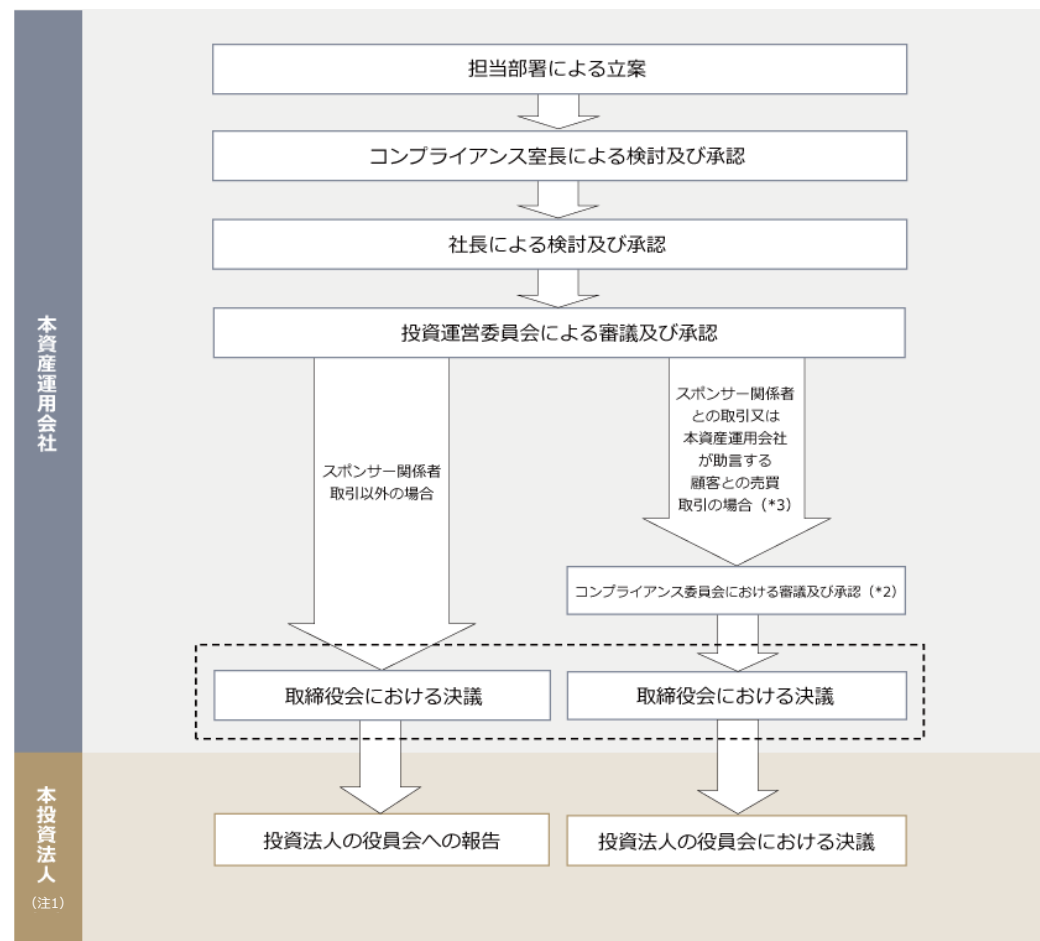 担当部署による立案
コンプライアンス室長による検討及び承認
社長による検討及び承認
本資産運用会社
投資運営委員会による審議及び承認
スポンサー関係者
取引以外の場合
スポンサー関係者
との取引又は
本資産運用会社
が助言する
顧客との売買
取引の場合（*3）
コンプライアンス委員会における審議及び承認（*2）
取締役会における決議
取締役会における決議
本投資法人
（注1）
投資法人の役員会への報告
投資法人の役員会における決議